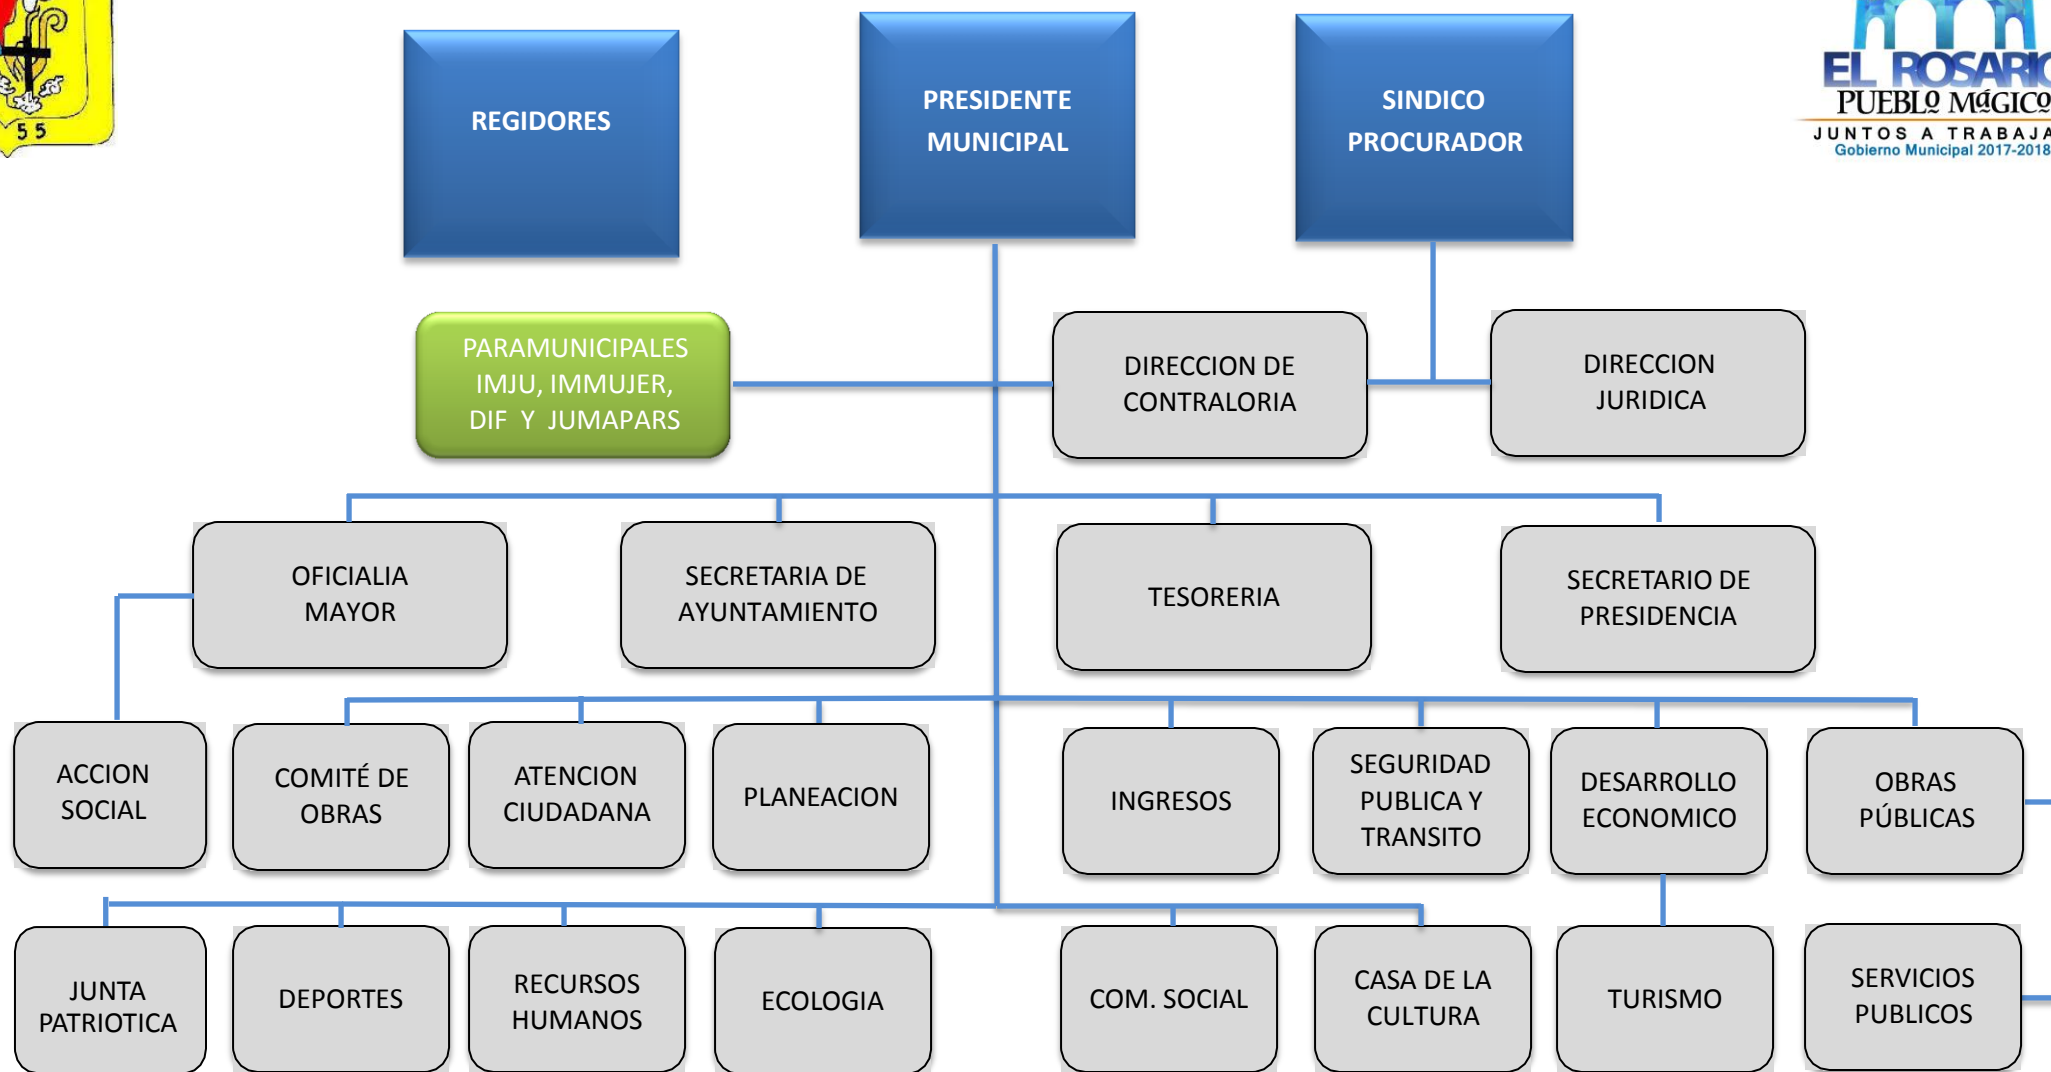 55
EL ROSARIO
PUEBLO MÁGICO
JUNTOS A TRABAJA
Gobierno Municipal 2017-2018
REGIDORES
PRESIDENTE
MUNICIPAL
SINDICO
PROCURADOR
PARAMUNICIPALES
IMJU, IMMUJER,
DIF Y JUMAPARS
DIRECCION DE
CONTRALORIA
DIRECCION
JURIDICA
OFICIALIA
MAYOR
SECRETARIA DE
AYUNTAMIENTO
TESORERIA
SECRETARIO DE
PRESIDENCIA
ACCION
SOCIAL
COMITÉ DE
OBRAS
ATENCION
CIUDADANA
PLANEACION
INGRESOS
SEGURIDAD
PUBLICA Y
TRANSITO
DESARROLLO
ECONOMICO
OBRAS
PÚBLICAS
JUNTA
PATRIOTICA
DEPORTES
RECURSOS
HUMANOS
ECOLOGIA
COM. SOCIAL
CASA DE LA
CULTURA
TURISMO
SERVICIOS
PUBLICOS